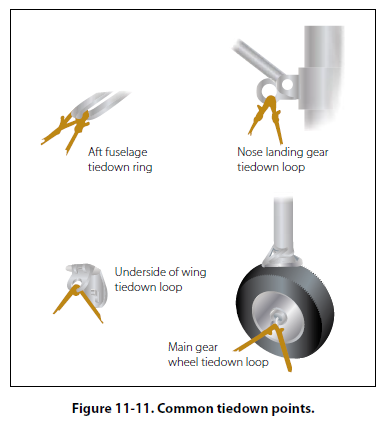 Aft fuselage
tiedown ring
Nose landing gear
tiedown loop
Underside of wing
tiedown loop
Main gear
wheel tiedown loop
Figure 11-11. Common tiedown points.